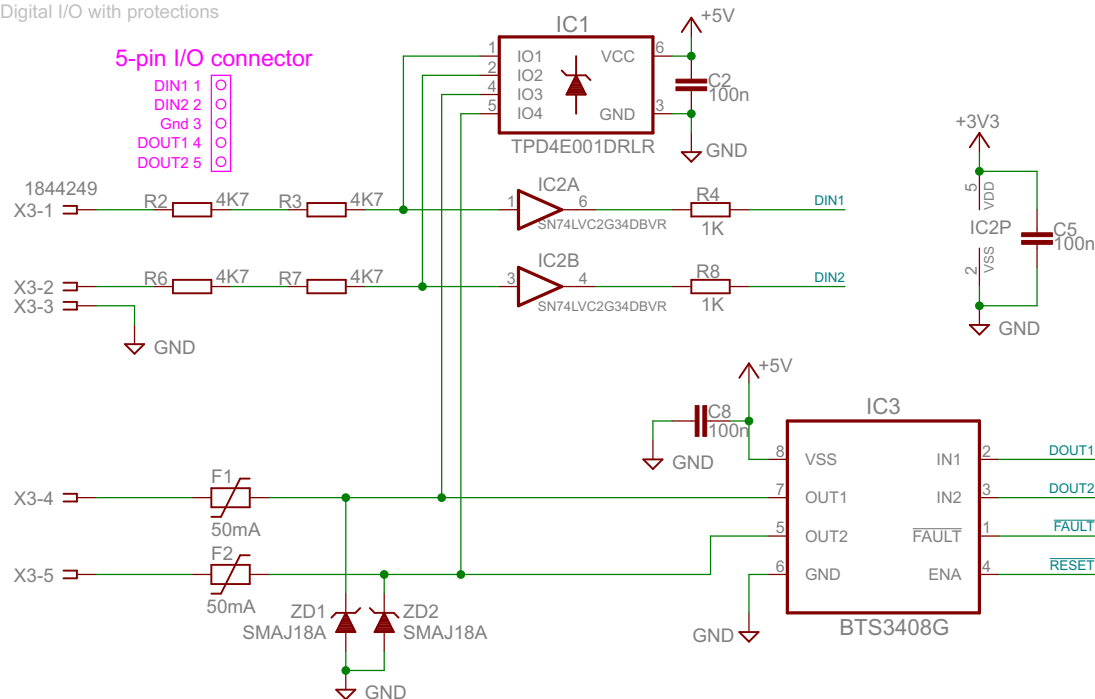 Digital I/O with protections
5-pin I/O connector
DIN1 1
DIN2 2
Gnd 3
DOUT1 4
DOUT2 5
IC1
1 IO1 VCC 6
2 IO2
4 IO3
5 IO4 GND 3
TPD4E001DRLR
+5V
C2
100n
GND
+3V3
5 VDD
IC2P
2 VSS
C5
100n
GND
1844249
X3-1
R2 4K7
R3 4K7
IC2A
1 6
SN74LVC2G34DBVR
R4
1K
DIN1
X3-2
R6 4K7
R7 4K7
IC2B
3 4
SN74LVC2G34DBVR
R8
1K
DIN2
X3-3
GND
+5V
C8
100n
GND
IC3
8 VSS IN1 2 DOUT1
7 OUT1 IN2 3 DOUT2
5 OUT2 FAULT 1 FAULT
6 GND ENA 4 RESET
BTS3408G
GND
X3-4
F1
50mA
X3-5
F2
50mA
ZD1
SMAJ18A
ZD2
SMAJ18A
GND